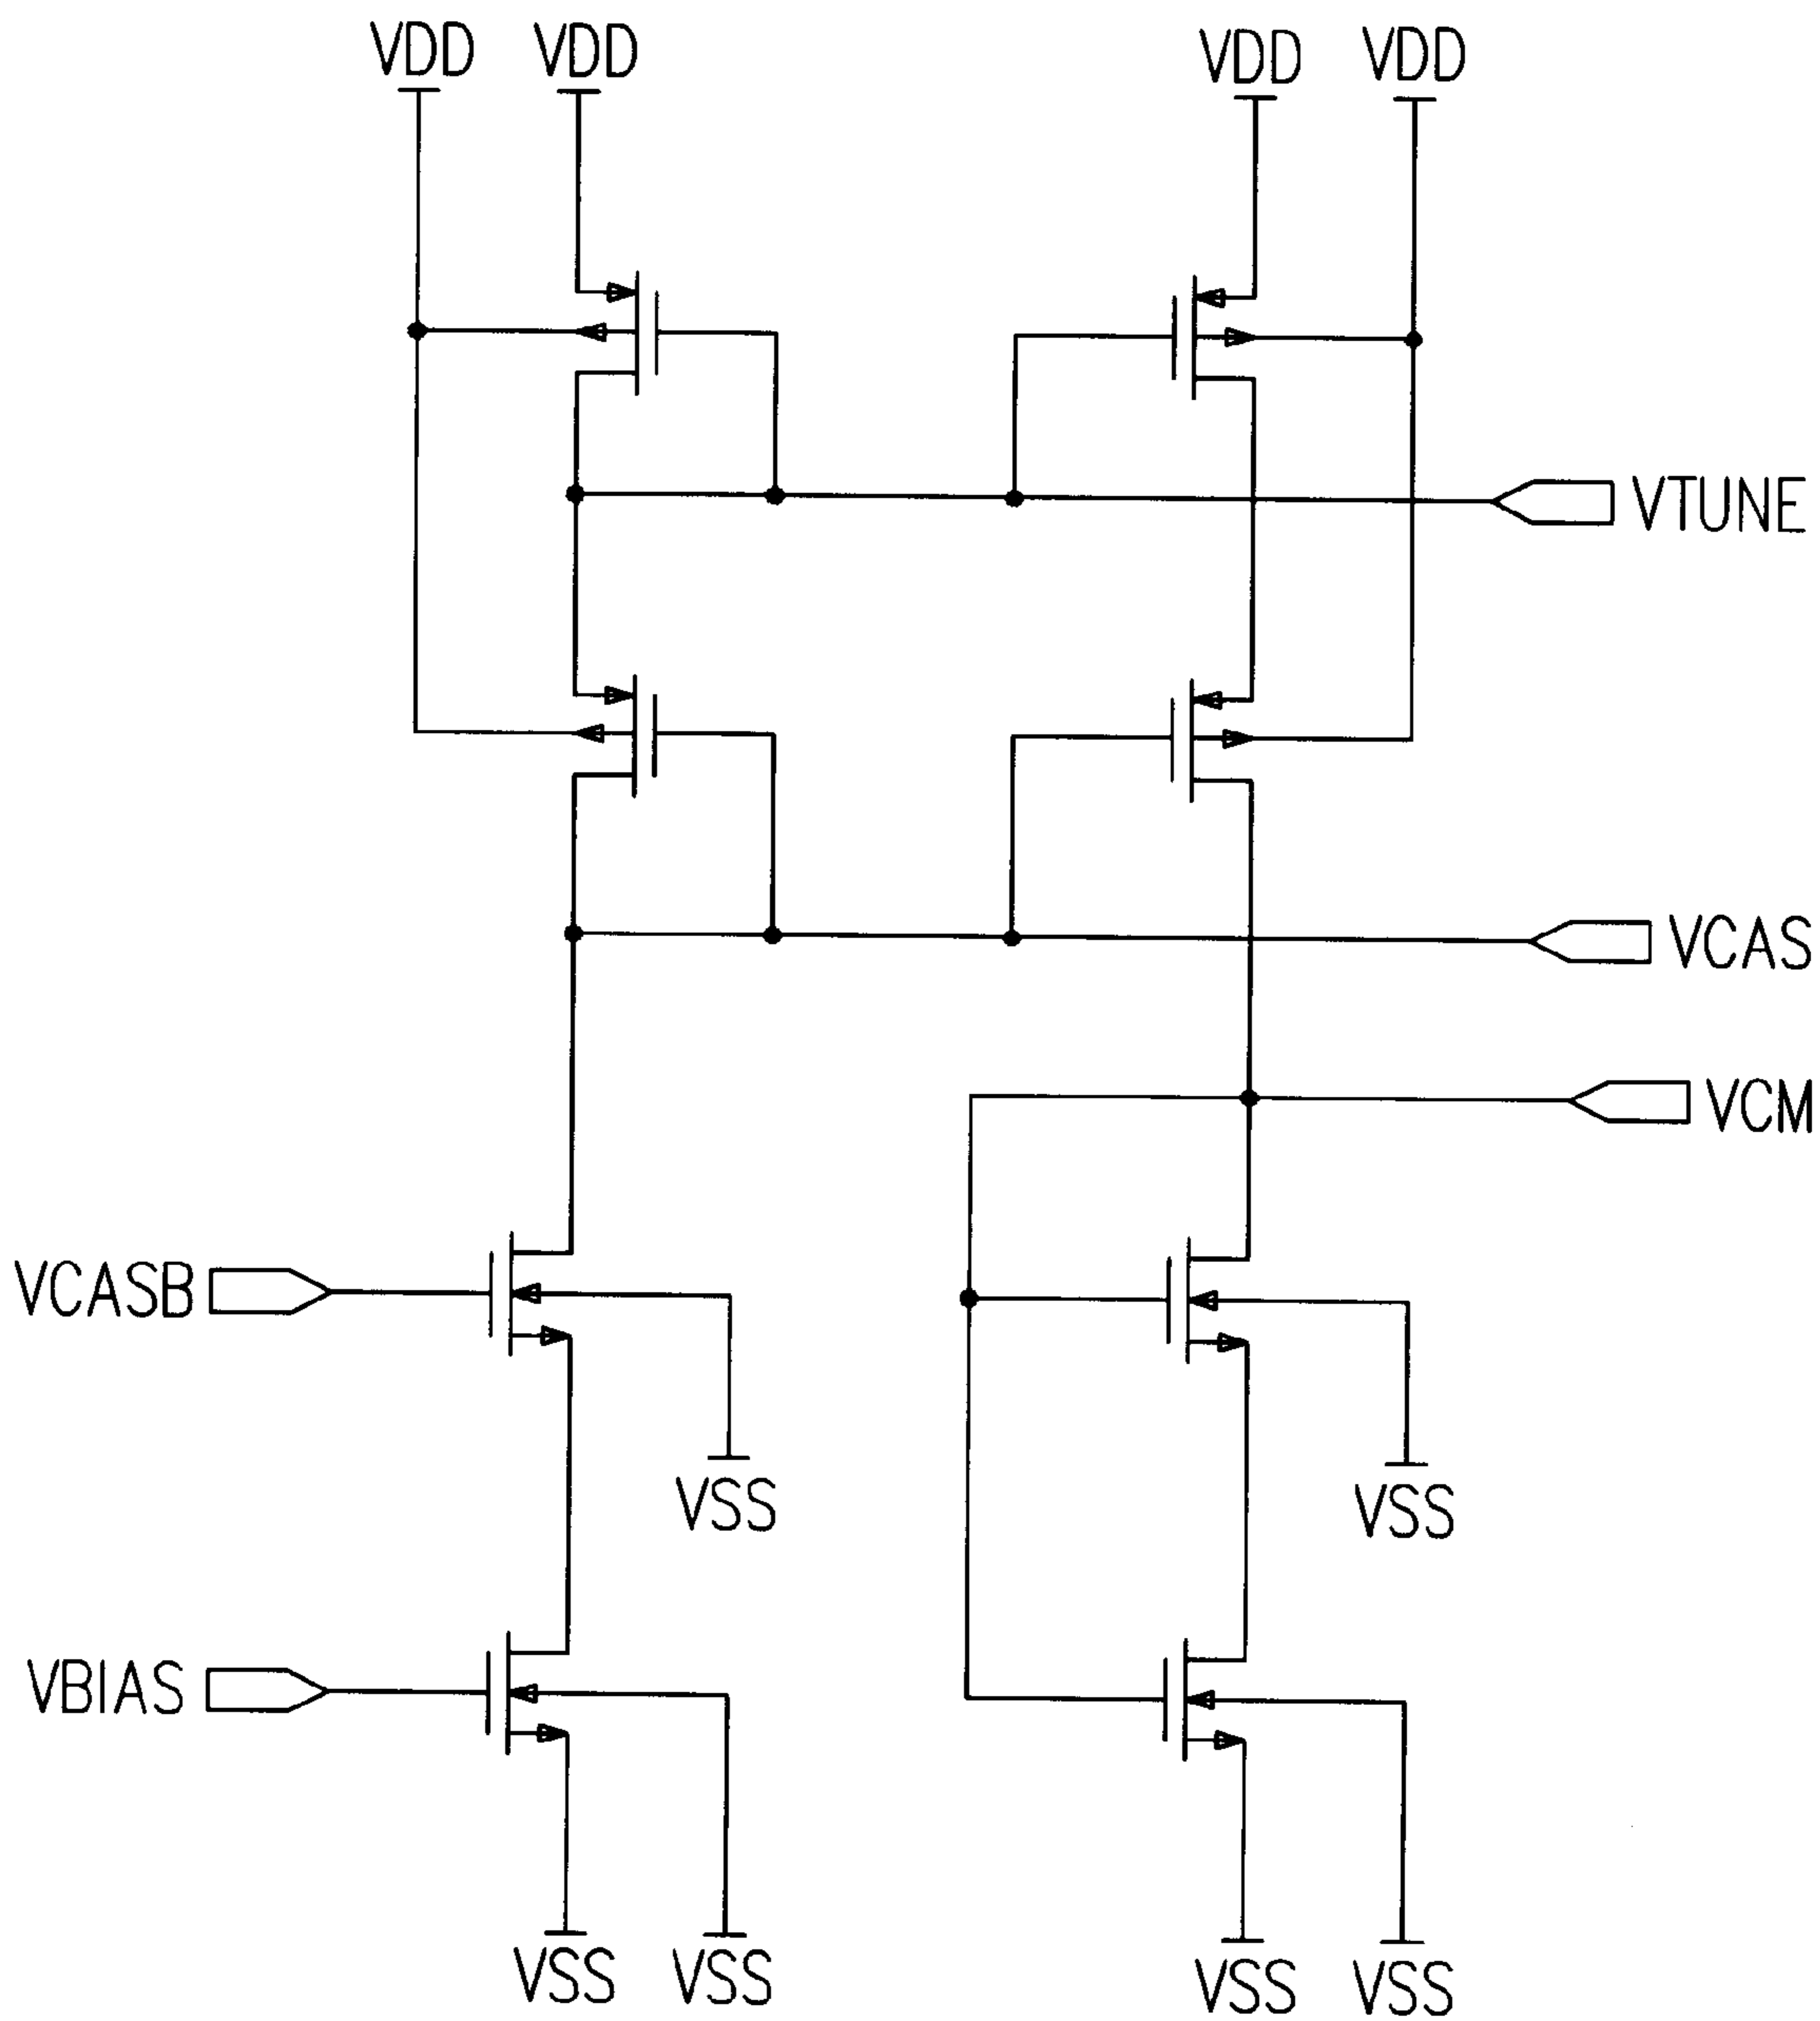 VDD VDD VDD VDD
VTUNE
VCAS
VCM
VCASB
VSS
VSS
VBIAS
VSS VSS VSS VSS